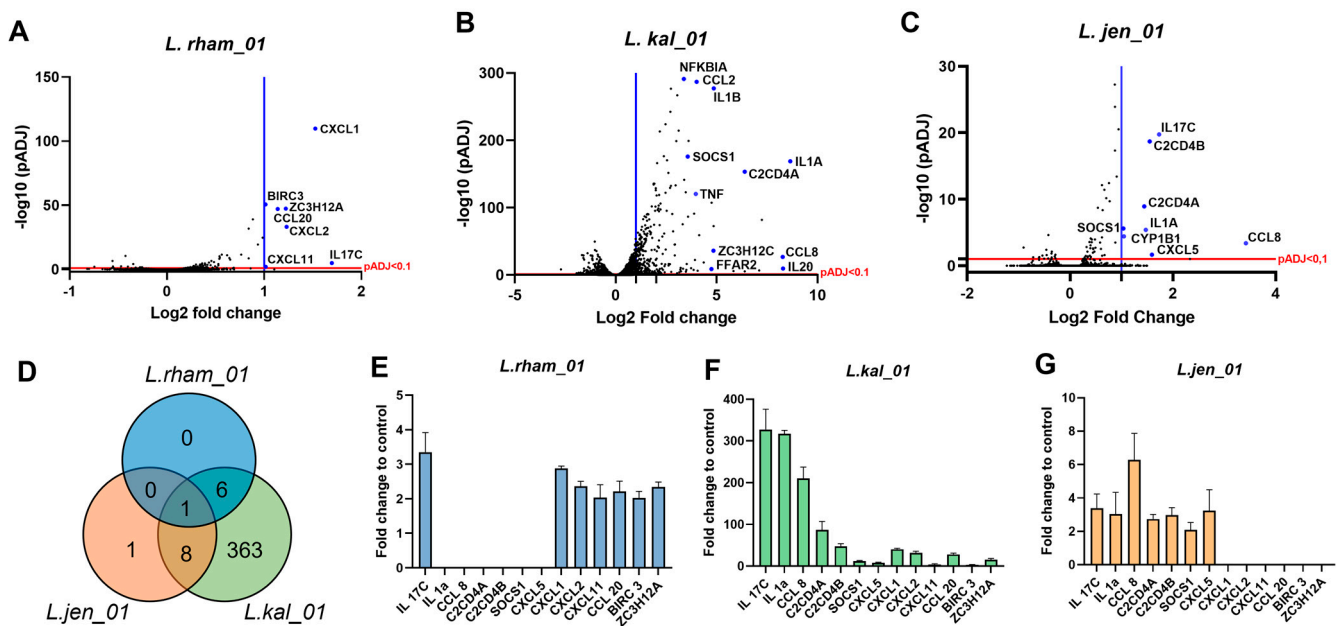 A
L. rham_01
150
100
50
0
-1
0
1
2
-log10 (pADJ)
Log2 fold change
CXCL1
BIRC3
ZC3H12A
CCL20
CXCL2
CXCL11
IL17C
pADJ<0.1
B
L. kal_01
300
200
100
0
-5
0
5
10
-log10 (pADJ)
Log2 Fold Change
NFKBIA
CCL2
IL1B
SOCS1
IL1A
C2CD4A
TNF
ZC3H12C
CCL8
FFAR2
IL20
pADJ<0.1
C
L. jen_01
30
20
10
0
-2
0
2
4
-log10 (pADJ)
Log2 Fold Change
IL17C
C2CD4B
C2CD4A
SOCS1
IL1A
CYP1B1
CCL8
CXCL5
pADJ<0,1
D
L.rham_01
0
0
6
1
1
8
363
L.jen_01
L.kal_01
E
L.rham_01
Fold change to control
5
4
3
2
1
0
IL 17C
IL 1a
CCL 8
C2CD4A
C2CD4B
SOCS1
CXCL5
CXCL1
CXCL2
CXCL11
CCL 20
BIRC 3
ZC3H12A
F
L.kal_01
Fold change to control
400
300
200
100
0
IL 17C
IL 1a
CCL 8
C2CD4A
C2CD4B
SOCS1
CXCL5
CXCL1
CXCL2
CXCL11
CCL 20
BIRC 3
ZC3H12A
G
L.jen_01
Fold change to control
10
8
6
4
2
0
IL 17C
IL 1a
CCL 8
C2CD4A
C2CD4B
SOCS1
CXCL5
CXCL1
CXCL2
CXCL11
CCL 20
BIRC 3
ZC3H12A